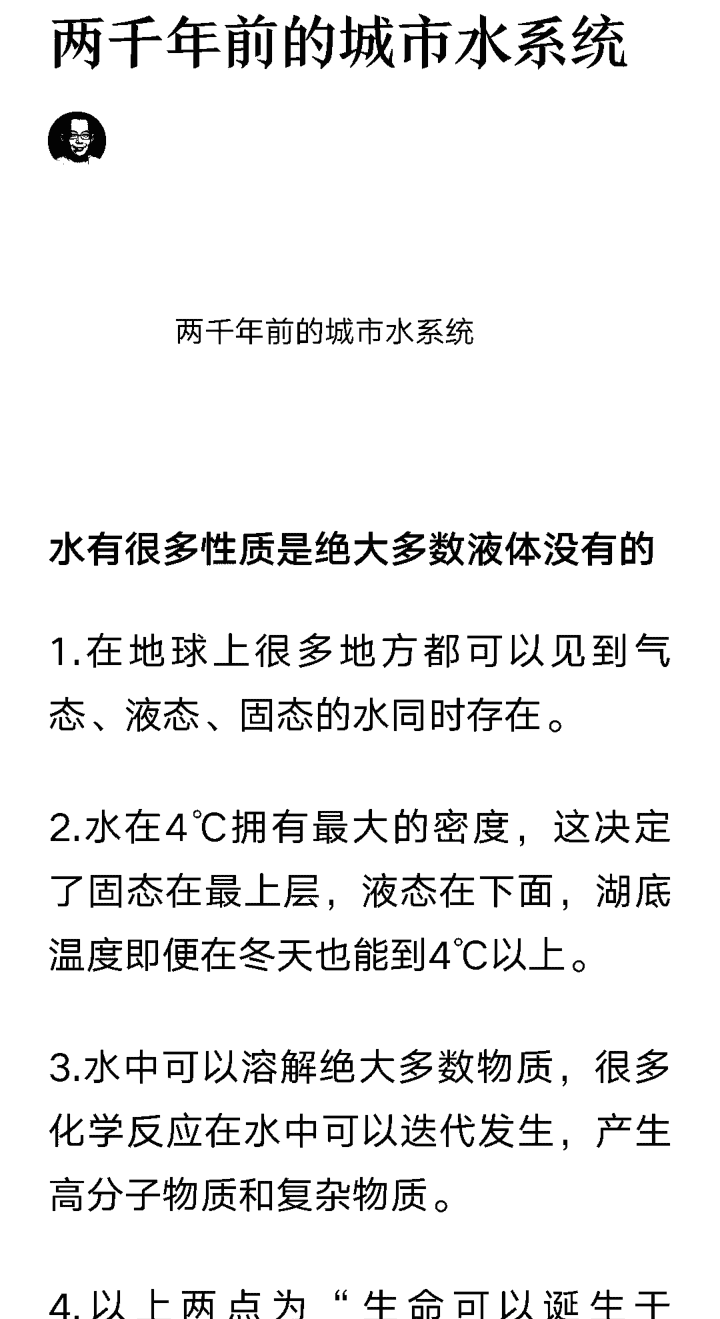 两千年前的城市水系统
两千年前的城市水系统
水有很多性质是绝大多数液体没有的
1.在地球上很多地方都可以见到气
态、液态、固态的水同时存在。
2.水在4℃拥有最大的密度，这决定
了固态在最上层，液态在下面，湖底
温度即便在冬天也能到4℃以上。
3.水中可以溶解绝大多数物质，很多
化学反应在水中可以迭代发生，产生
高分子物质和复杂物质。
4.以上两点为“生命可以诞生于